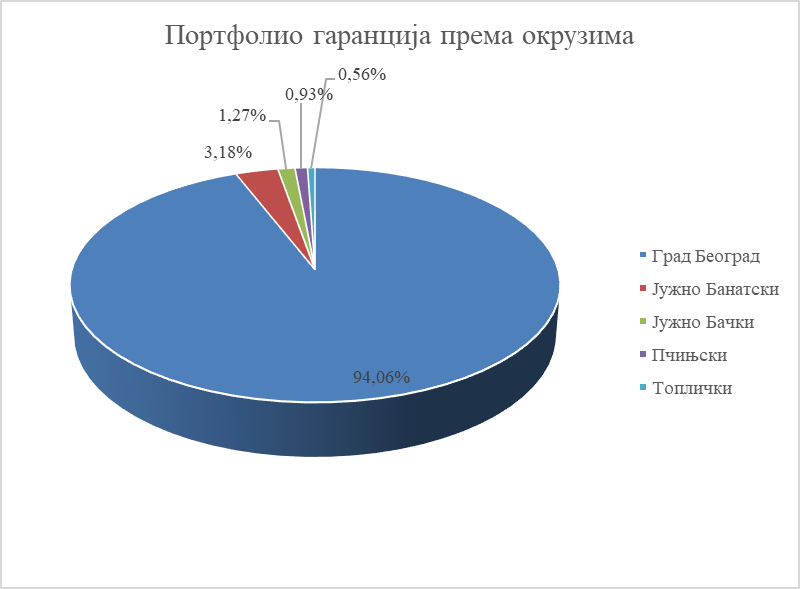 Портфолио гаранција према окрузима
0,56%
0,93%
1,27%
3,18%
94,06%
Град Београд
Јужно Банатски
Јужно Бачки
Пчињски
Топлички